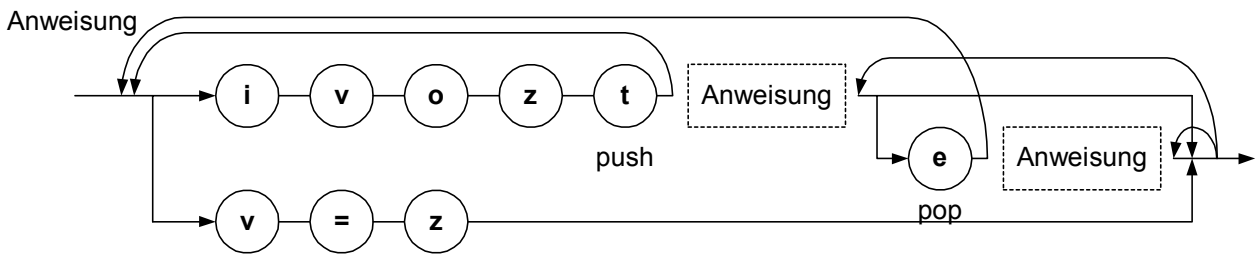 Anweisung
i v o z t Anweisung
push
e Anweisung
pop
v = z